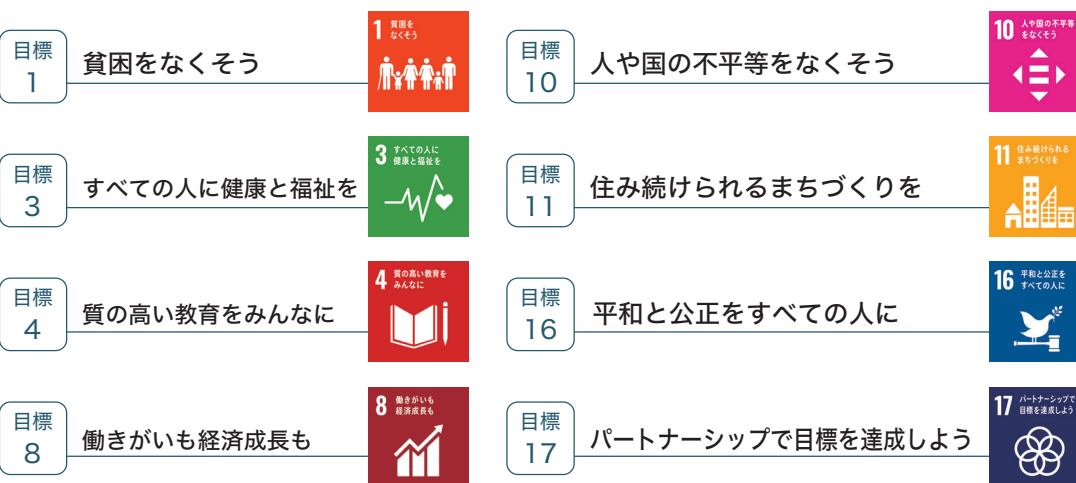 目標
1
貧困をなくそう
1 貧困を
なくそう
目標
3
すべての人に健康と福祉を
3 すべての人に
健康と福祉を
目標
4
質の高い教育をみんなに
4 質の高い教育を
みんなに
目標
8
働きがいも経済成長も
8 働きがいも
経済成長も
目標
10
人や国の不平等をなくそう
10 人や国の不平等
をなくそう
目標
11
住み続けられるまちづくりを
11 住み続けられる
まちづくりを
目標
16
平和と公正をすべての人に
16 平和と公正を
すべての人に
目標
17
パートナーシップで目標を達成しよう
17 パートナーシップで
目標を達成しよう